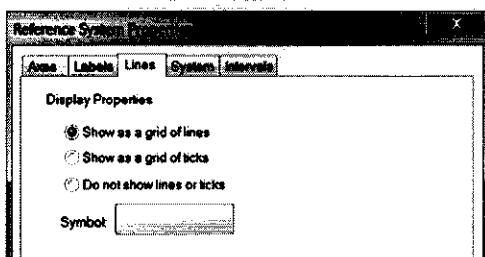 Reference System Properties
X
Axes Labels Lines System Intervals
Display Properties
Show as a grid of lines
Show as a grid of ticks
Do not show lines or ticks
Symbol: